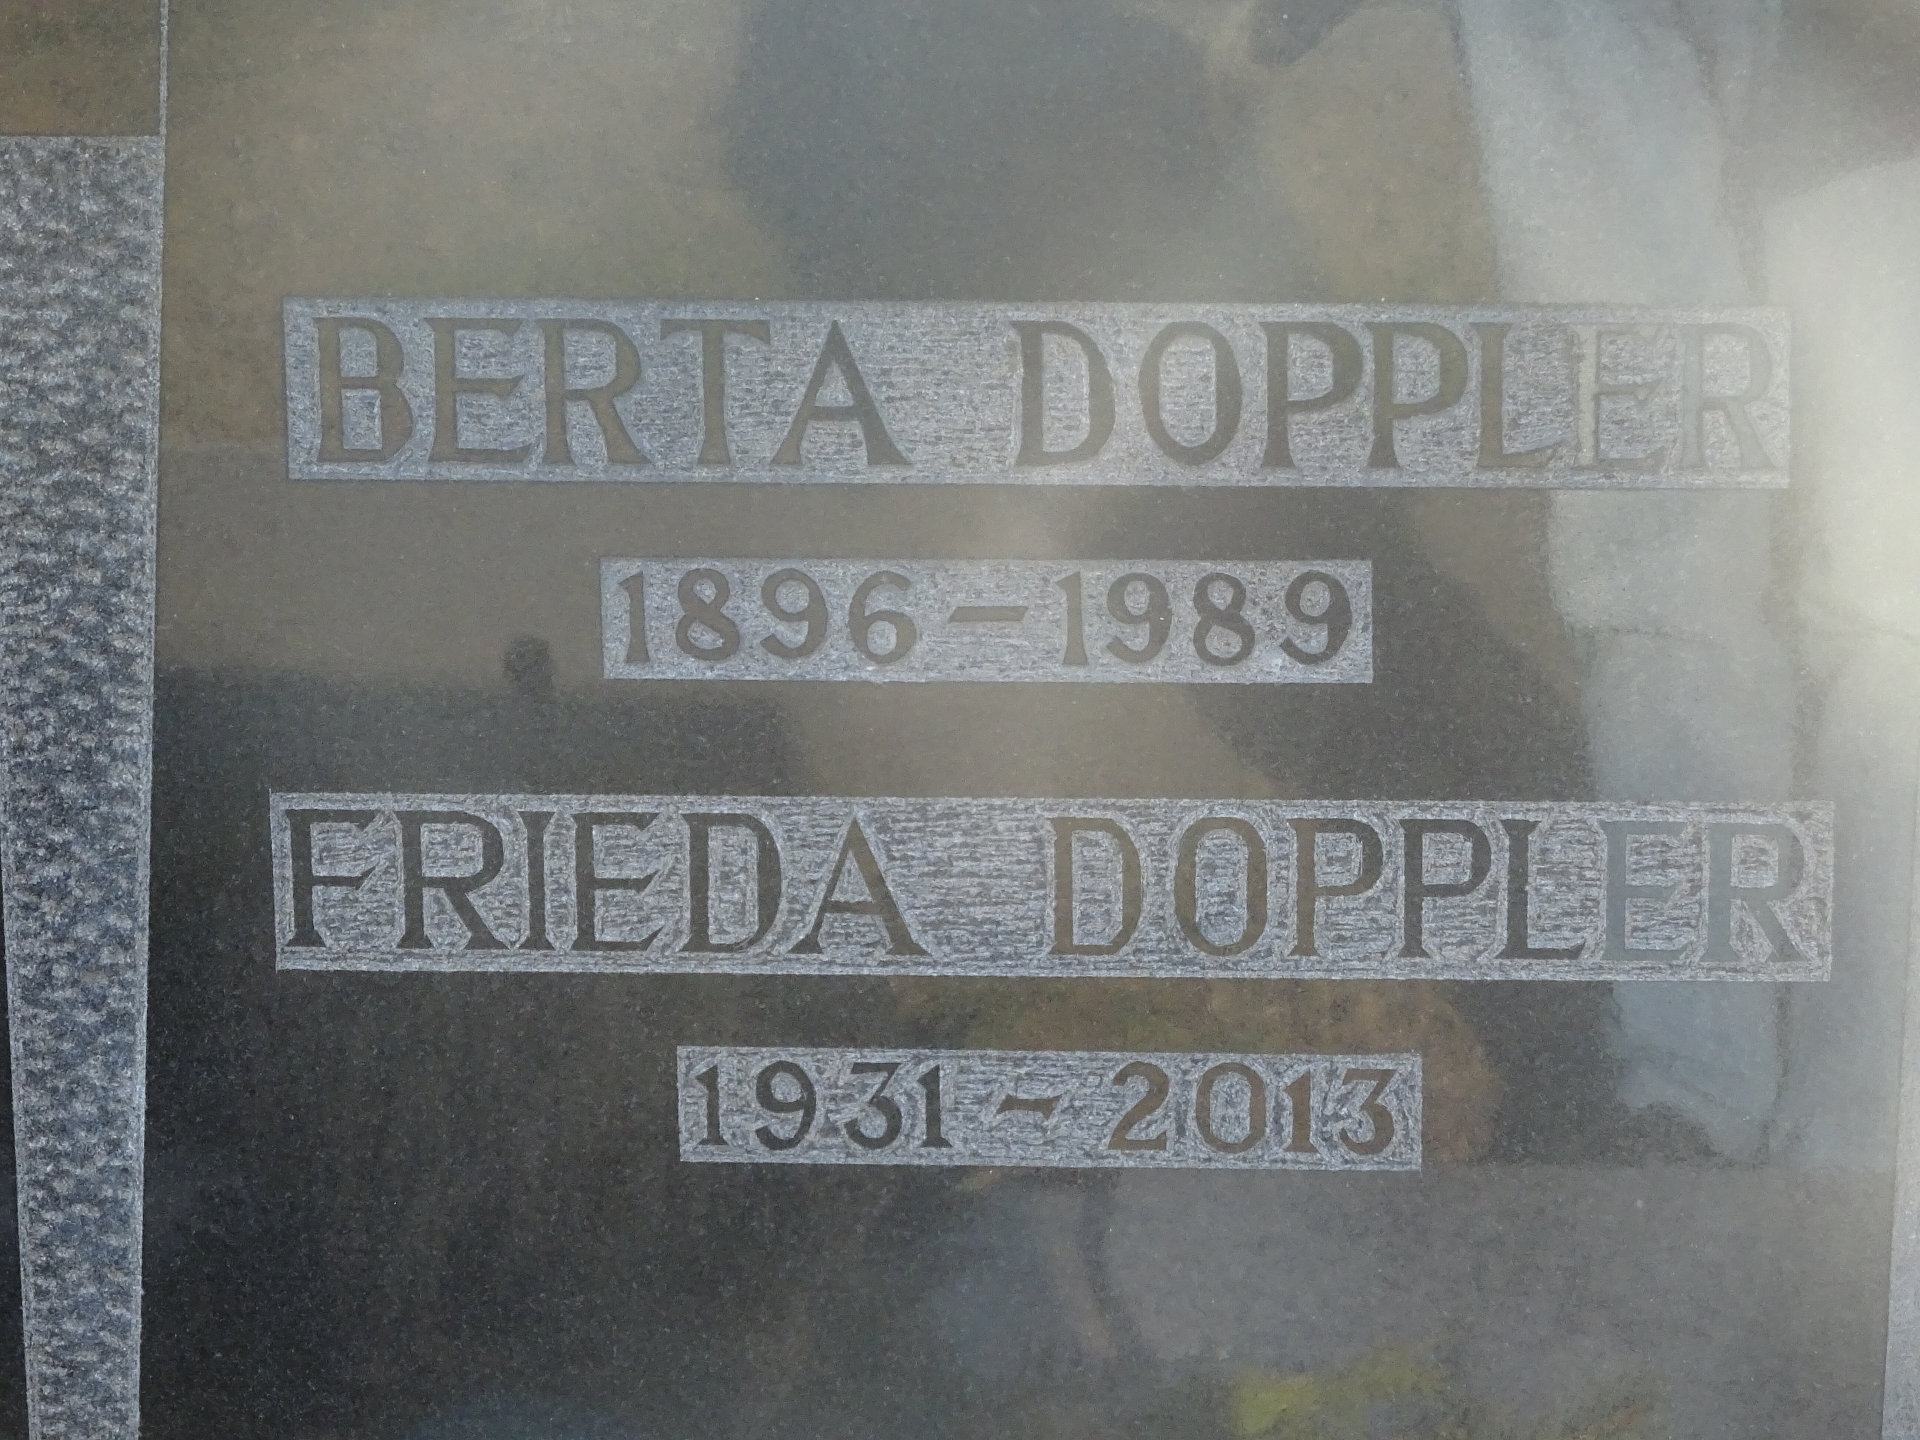 BERTA DOPPLER
1896 – 1989
FRIEDA DOPPLER
1931 – 2013